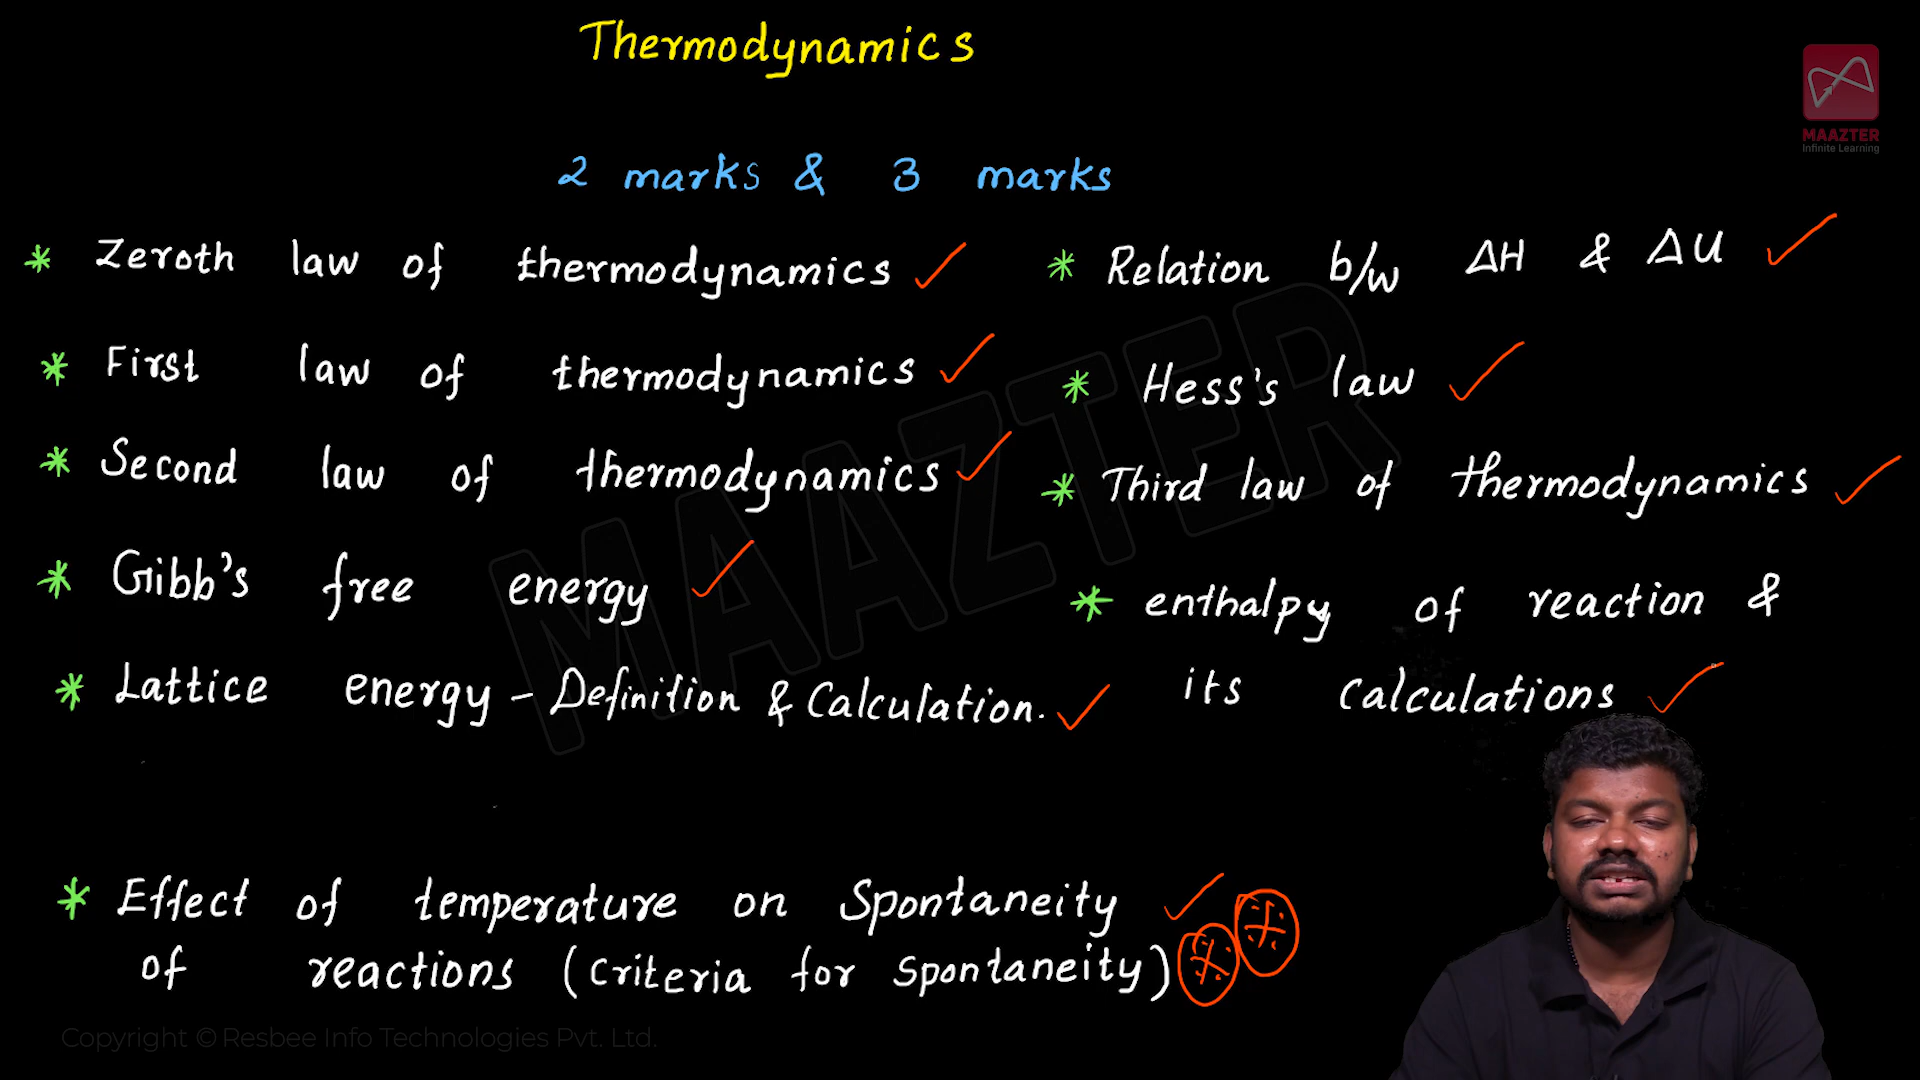 Thermodynamics
MAAZTER
Infinite Learning
2 marks & 3 marks
* Zeroth law of thermodynamics ✓
* First law of thermodynamics ✓
* Second law of thermodynamics ✓
* Gibb's free energy ✓
* Lattice energy - Definition & Calculation. ✓
* Relation b/w ΔH & ΔU ✓
* Hess's law ✓
* Third law of thermodynamics ✓
* enthalpy of reaction &
its calculations ✓
* Effect of temperature on Spontaneity ✓
of reactions (criteria for spontaneity)
MAAZTER
Copyright © Resbee Info Technologies Pvt. Ltd.